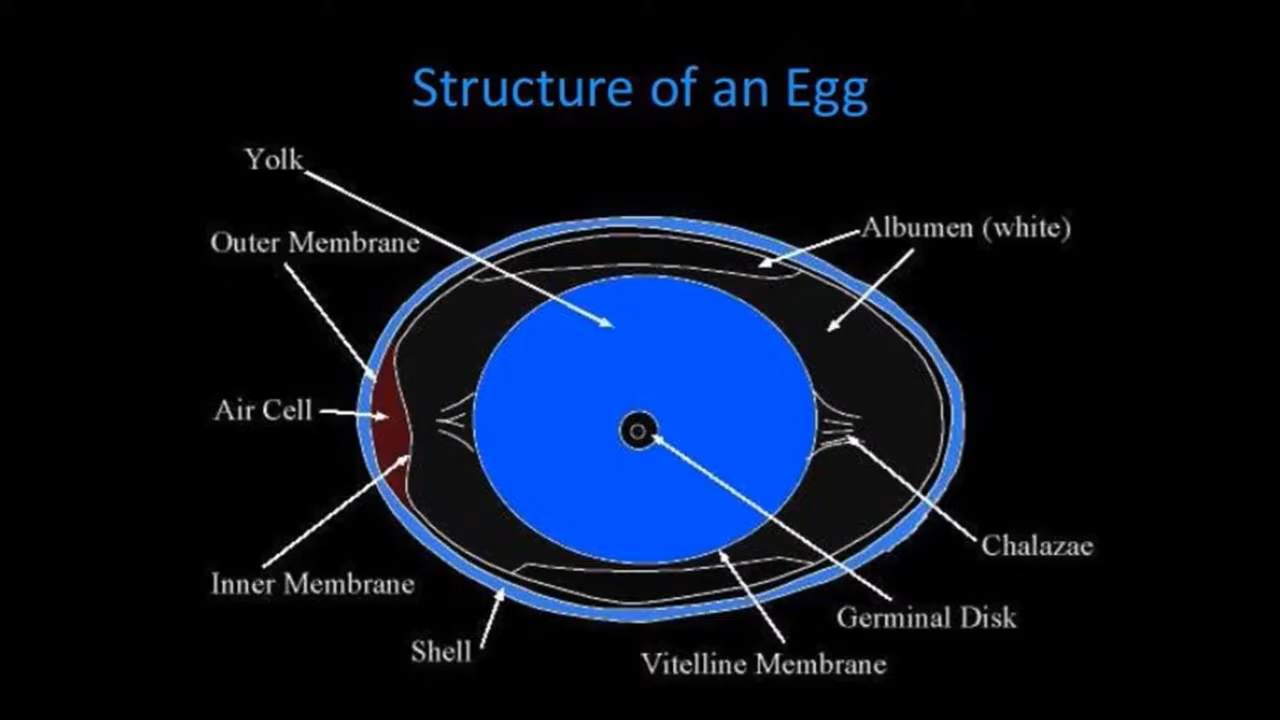 Structure of an Egg
Yolk
Outer Membrane
Albumen (white)
Air Cell
Chalazae
Inner Membrane
Germinal Disk
Shell
Vitelline Membrane